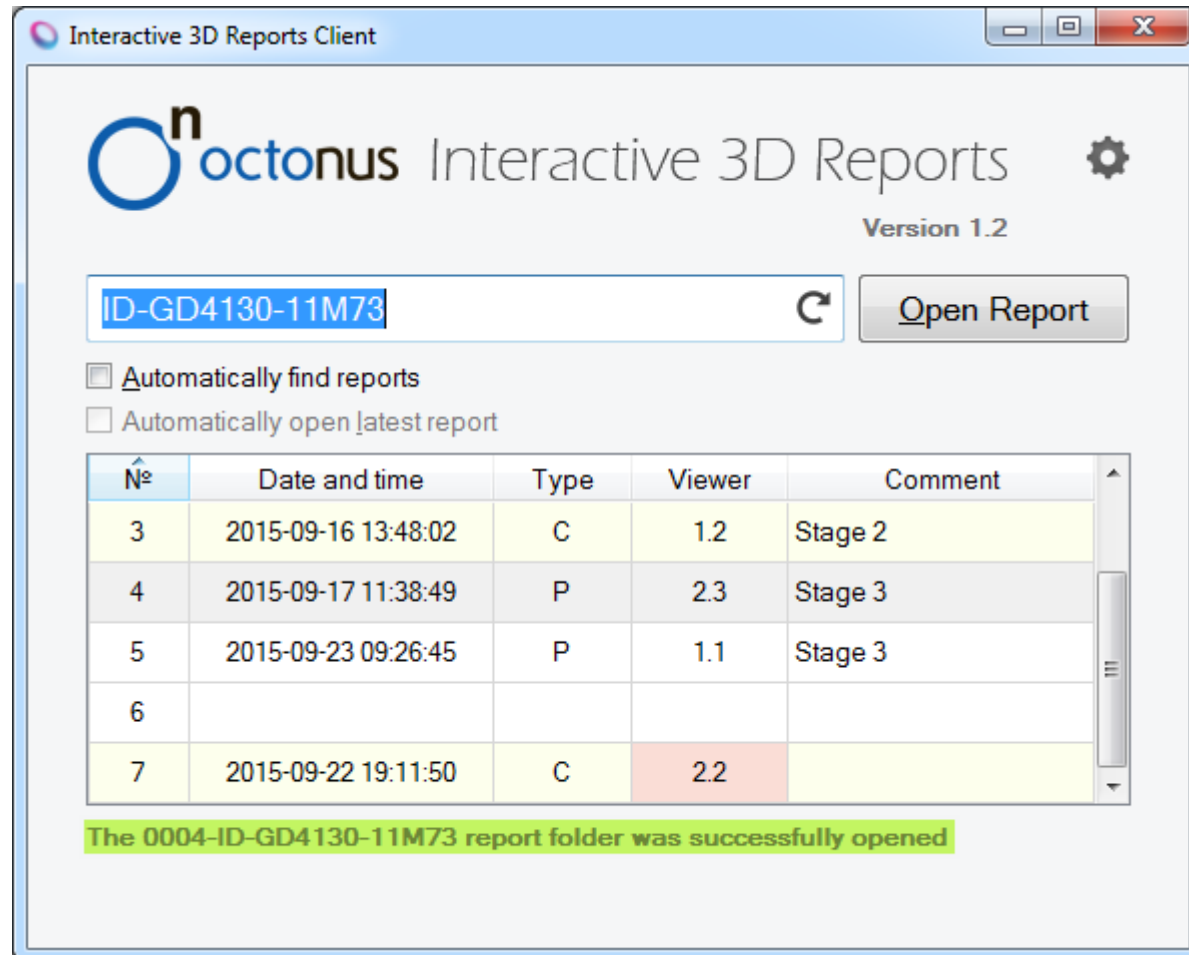 Interactive 3D Reports Client
octonus n Interactive 3D Reports
Version 1.2
ID-GD4130-11M73 Open Report
Automatically find reports
Automatically open latest report
Nº Date and time Type Viewer Comment
3 2015-09-16 13:48:02 C 1.2 Stage 2
4 2015-09-17 11:38:49 P 2.3 Stage 3
5 2015-09-23 09:26:45 P 1.1 Stage 3
6
7 2015-09-22 19:11:50 C 2.2
The 0004-ID-GD4130-11M73 report folder was successfully opened